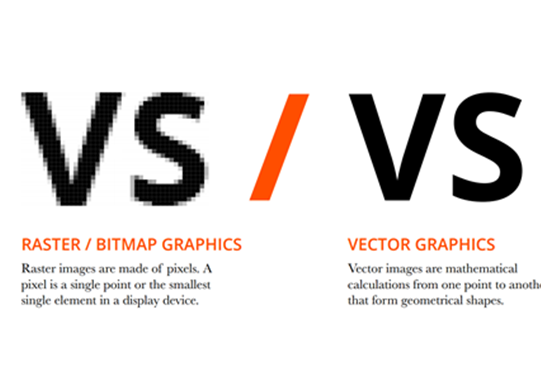 VS / VS
RASTER / BITMAP GRAPHICS
Raster images are made of pixels. A
pixel is a single point or the smallest
single element in a display device.
VECTOR GRAPHICS
Vector images are mathematical
calculations from one point to anothe
that form geometrical shapes.